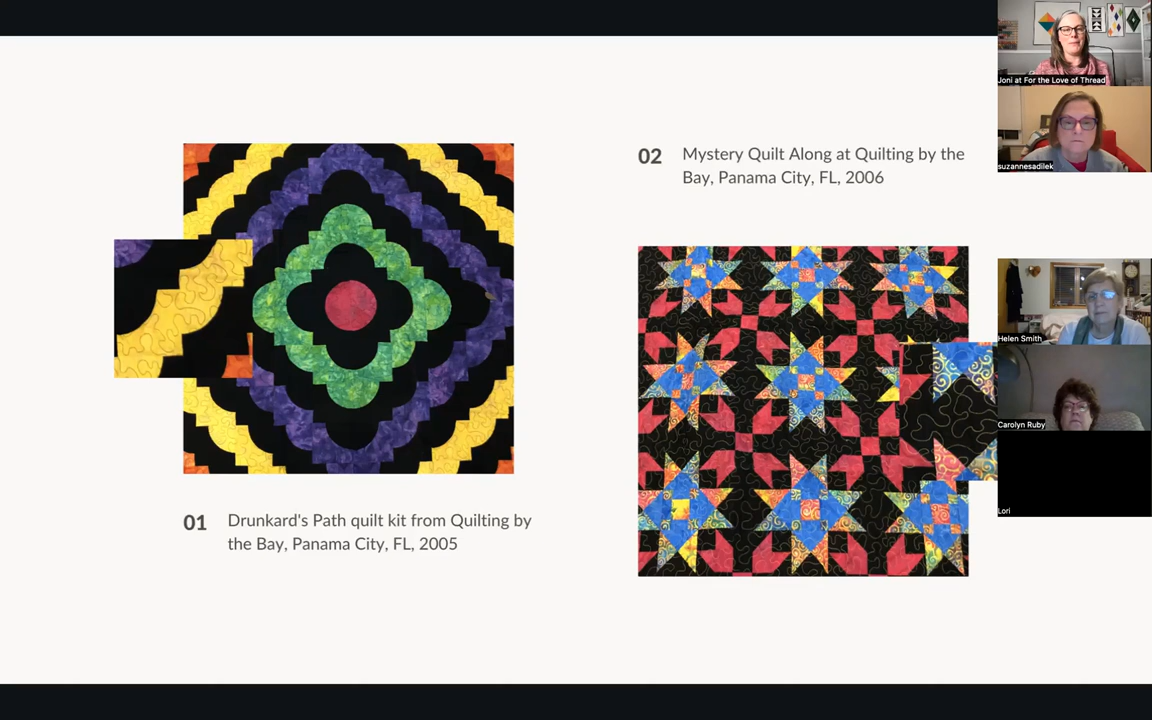 02 Mystery Quilt Along at Quilting by the
Bay, Panama City, FL, 2006
01 Drunkard's Path quilt kit from Quilting by
the Bay, Panama City, FL, 2005
Joni at For the Love of Thread
suzannesadilek
Helen Smith
Carolyn Ruby
Lori